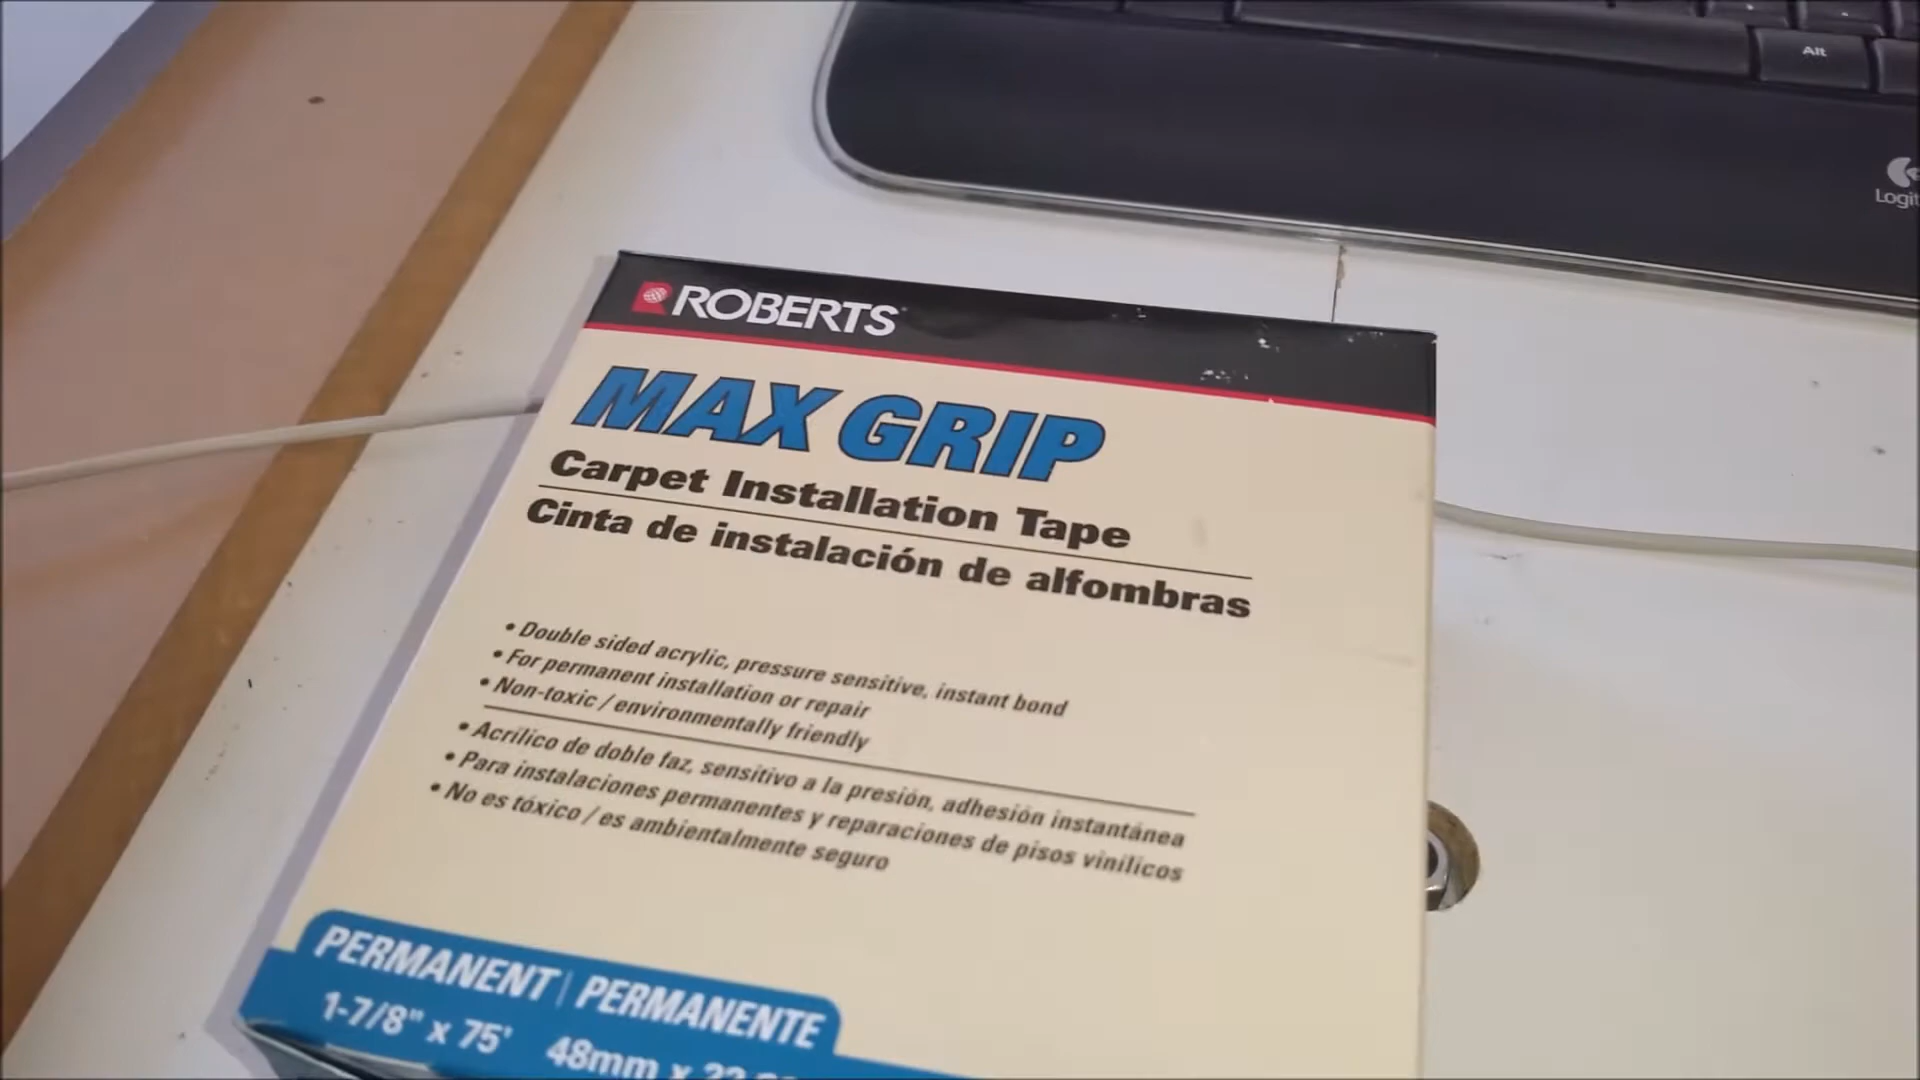 Alt
ROBERTS
MAX GRIP
Carpet Installation Tape
Cinta de instalación de alfombras
• Double sided acrylic, pressure sensitive, instant bond
• For permanent installation or repair
• Non-toxic / environmentally friendly
• Acrílico de doble faz, sensitivo a la presión, adhesión instantánea
• Para instalaciones permanentes y reparaciones de pisos vinílicos
• No es tóxico / es ambientalmente seguro
PERMANENT | PERMANENTE
1-7/8" x 75' 48mm x